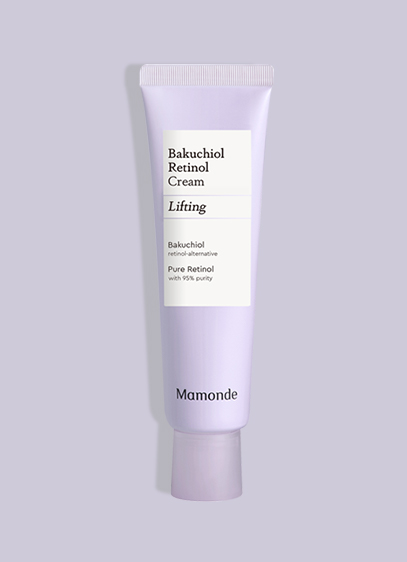 Bakuchiol
Retinol
Cream
Lifting
Bakuchiol
retinol-alternative
Pure Retinol
with 95% purity
Mamonde